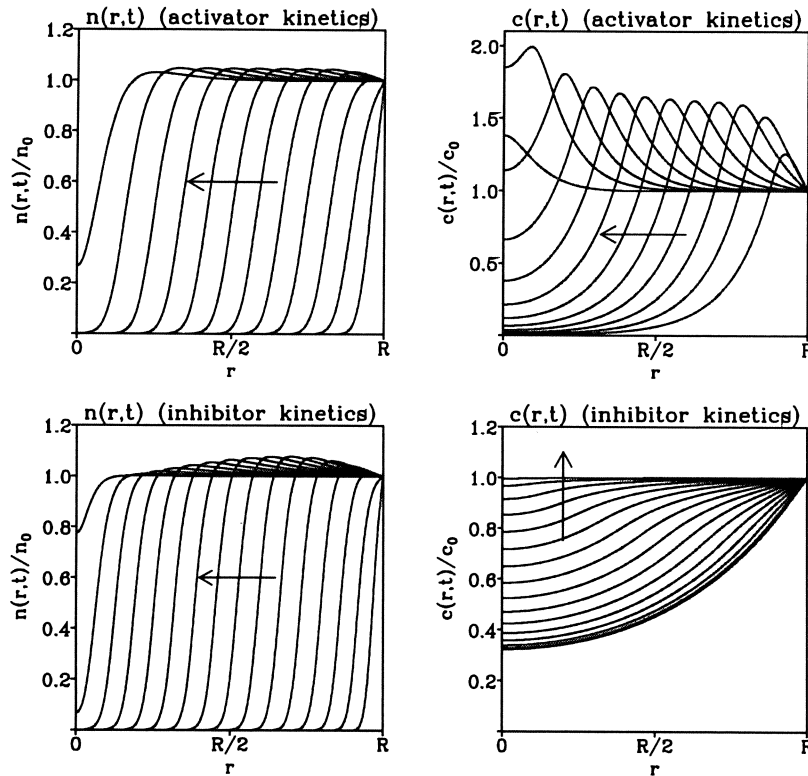 n(r,t) (activator kinetics)
1.2
1.0
0.8
0.6
0.4
0.2
n(r,t)/n₀
0
R/2
R
r
c(r,t) (activator kinetics)
2.0
1.5
1.0
0.5
c(r,t)/c₀
0
R/2
R
r
n(r,t) (inhibitor kinetics)
1.2
1.0
0.8
0.6
0.4
0.2
n(r,t)/n₀
0
R/2
R
r
c(r,t) (inhibitor kinetics)
1.2
1.0
0.8
0.6
0.4
0.2
c(r,t)/c₀
0
R/2
R
r